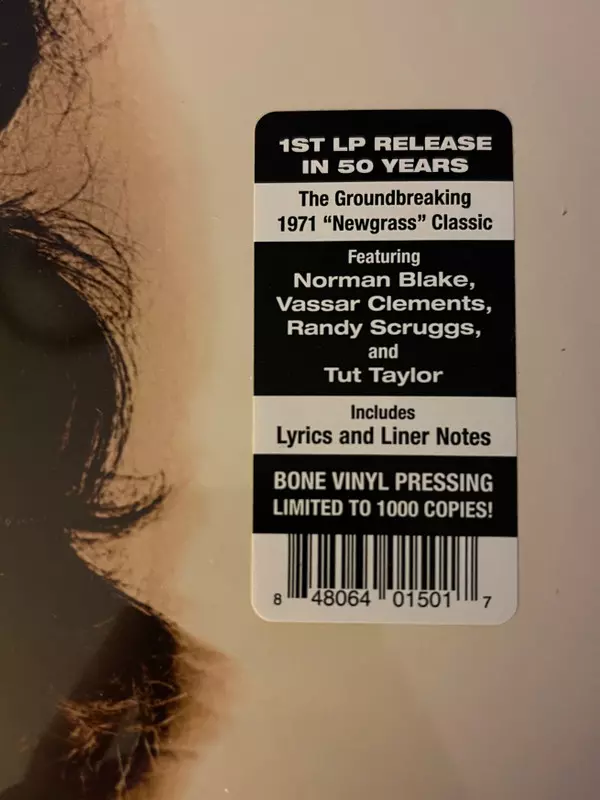 1ST LP RELEASE
IN 50 YEARS
The Groundbreaking
1971 “Newgrass” Classic
Featuring
Norman Blake,
Vassar Clements,
Randy Scruggs,
and
Tut Taylor
Includes
Lyrics and Liner Notes
BONE VINYL PRESSING
LIMITED TO 1000 COPIES!
8 48064 01501 7